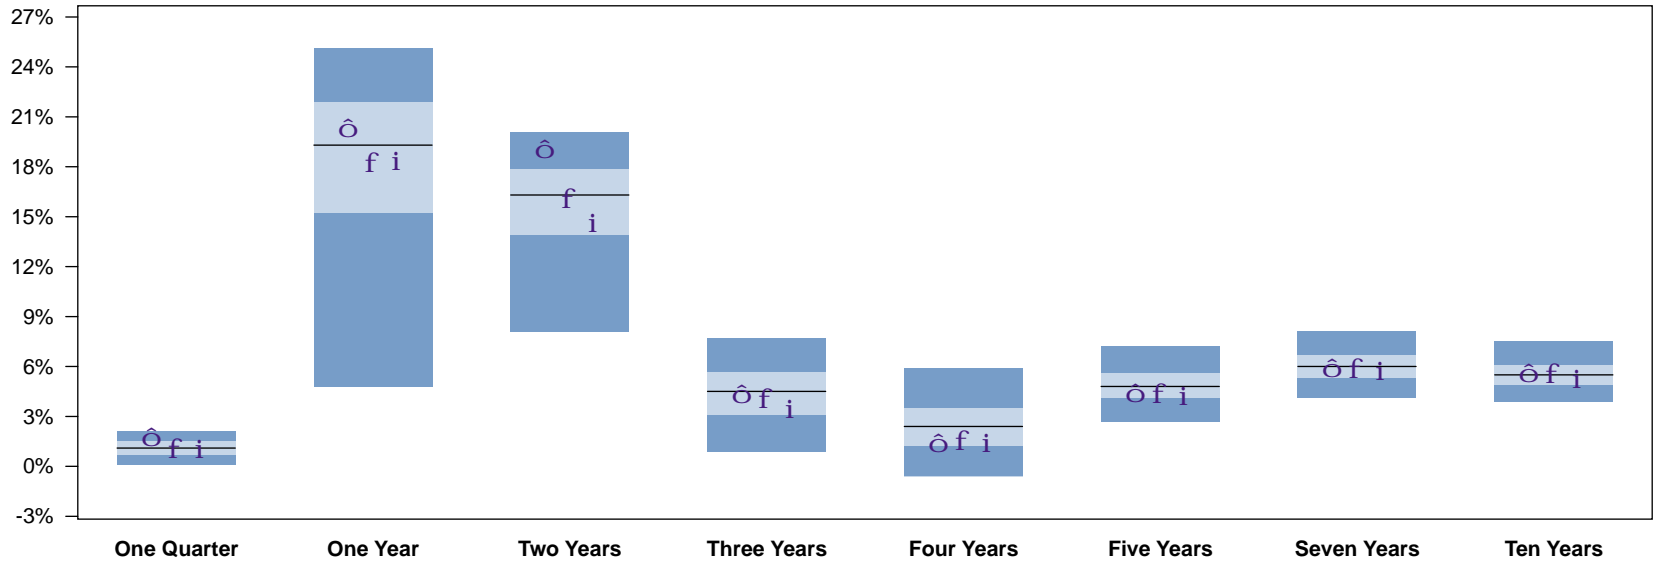 27%
24%
21%
18%
15%
12%
9%
6%
3%
0%
-3%
ô
f i
ô
f
i
ô f i
ô f i
ô f i
ô f i
ô f i
ô f i
One Quarter One Year Two Years Three Years Four Years Five Years Seven Years Ten Years